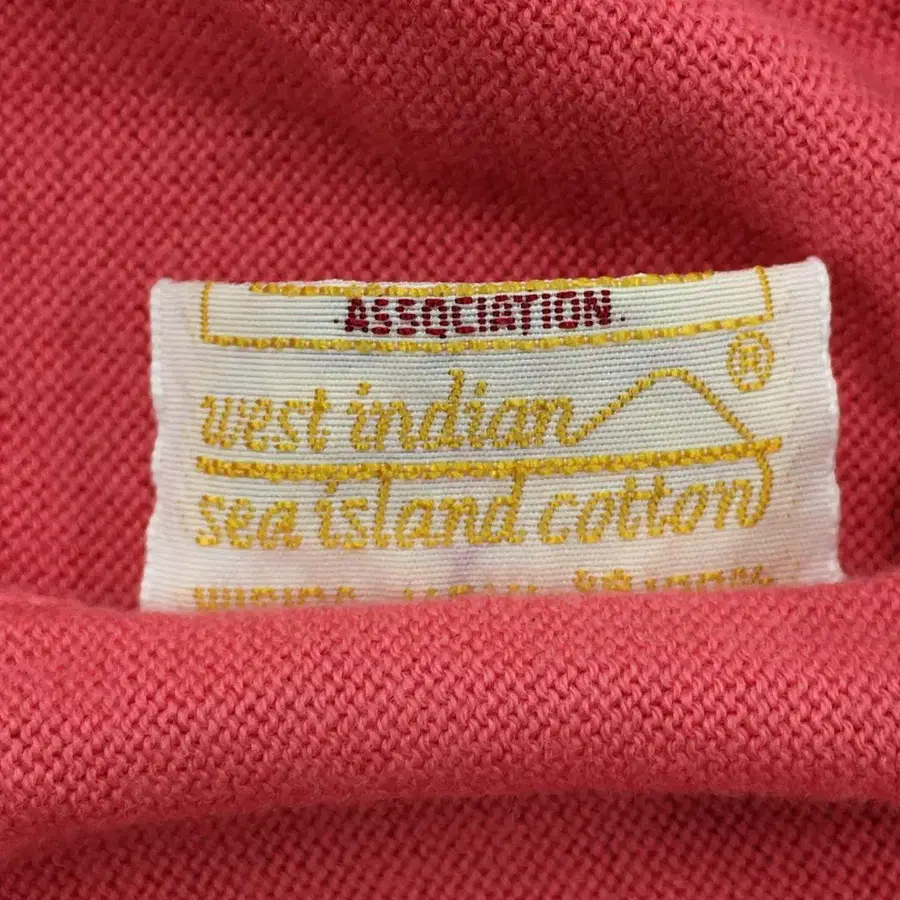 ASSOCIATION
®
west indian
sea island cotton